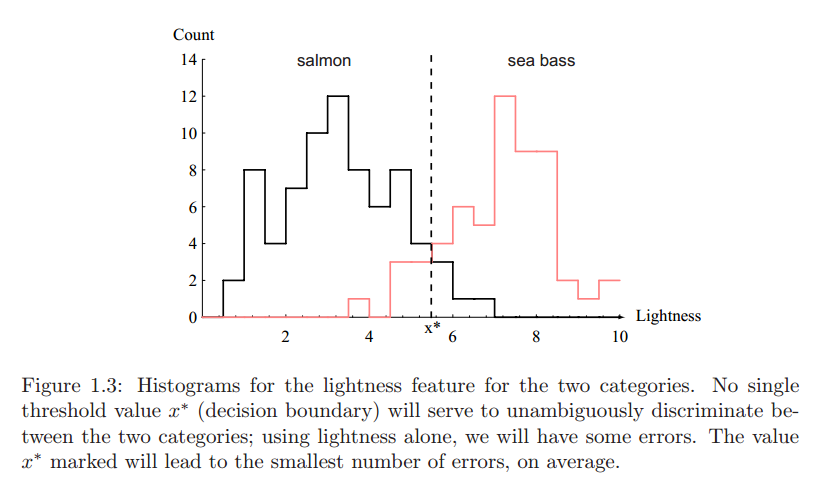 Count
salmon
sea bass
14
12
10
8
6
4
2
0
Lightness
2
4
x*
6
8
10
Figure 1.3: Histograms for the lightness feature for the two categories. No single
threshold value x* (decision boundary) will serve to unambiguously discriminate be-
tween the two categories; using lightness alone, we will have some errors. The value
x* marked will lead to the smallest number of errors, on average.